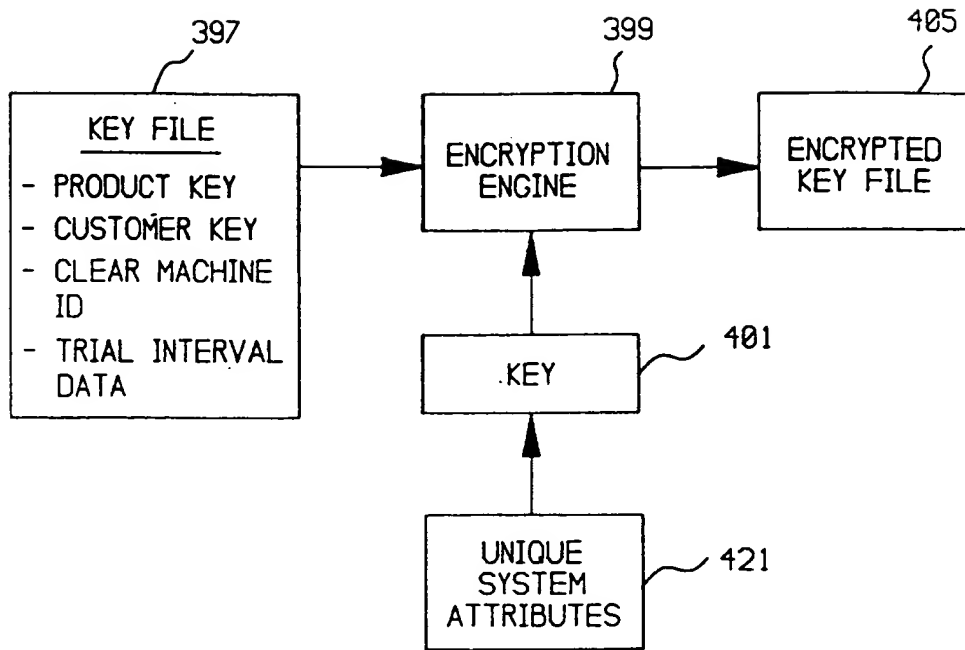 397
399
405
KEY FILE
- PRODUCT KEY
- CUSTOMER KEY
- CLEAR MACHINE
ID
- TRIAL INTERVAL
DATA
ENCRYPTION
ENGINE
ENCRYPTED
KEY FILE
401
KEY
UNIQUE
SYSTEM
ATTRIBUTES
421